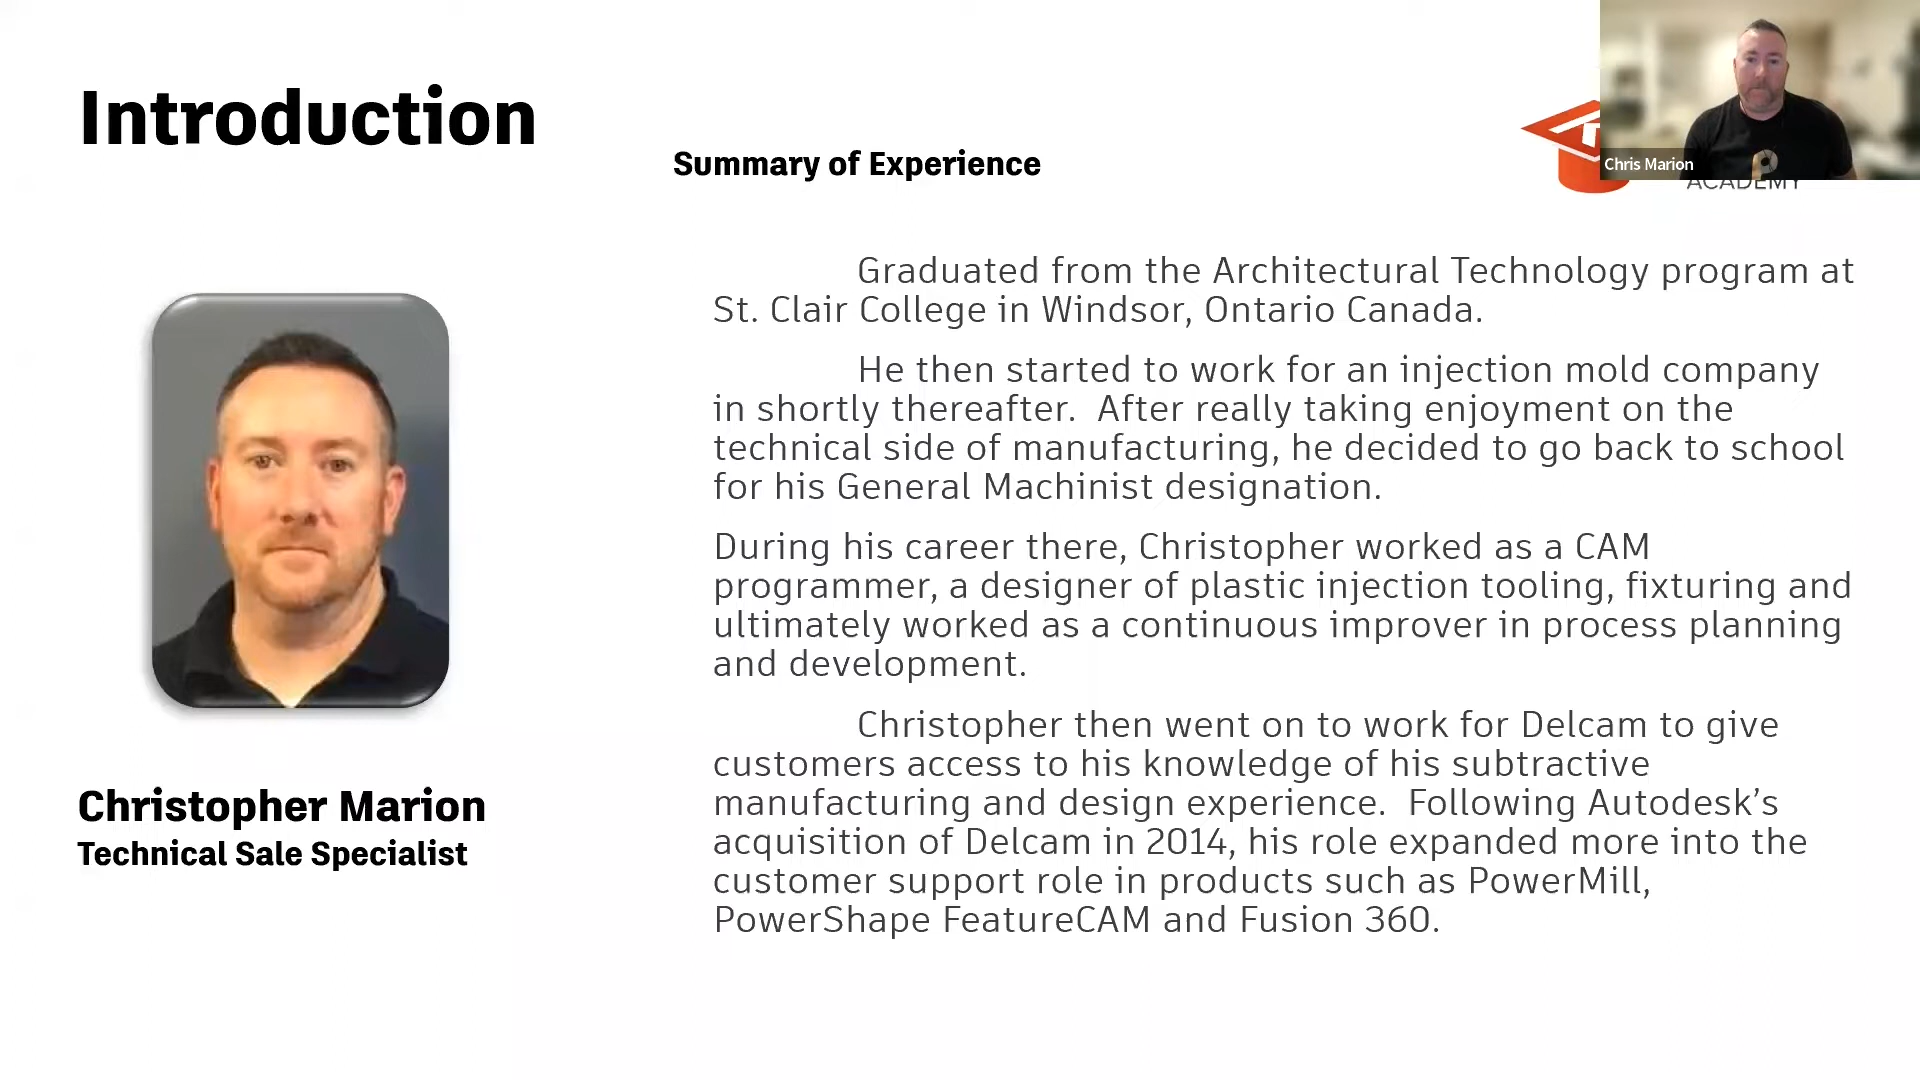 Introduction
Summary of Experience
Chris Marion
ACADEMY
Graduated from the Architectural Technology program at
St. Clair College in Windsor, Ontario Canada.
He then started to work for an injection mold company
in shortly thereafter.  After really taking enjoyment on the
technical side of manufacturing, he decided to go back to school
for his General Machinist designation.
During his career there, Christopher worked as a CAM
programmer, a designer of plastic injection tooling, fixturing and
ultimately worked as a continuous improver in process planning
and development.
Christopher then went on to work for Delcam to give
customers access to his knowledge of his subtractive
manufacturing and design experience.  Following Autodesk’s
acquisition of Delcam in 2014, his role expanded more into the
customer support role in products such as PowerMill,
PowerShape FeatureCAM and Fusion 360.
Christopher Marion
Technical Sale Specialist